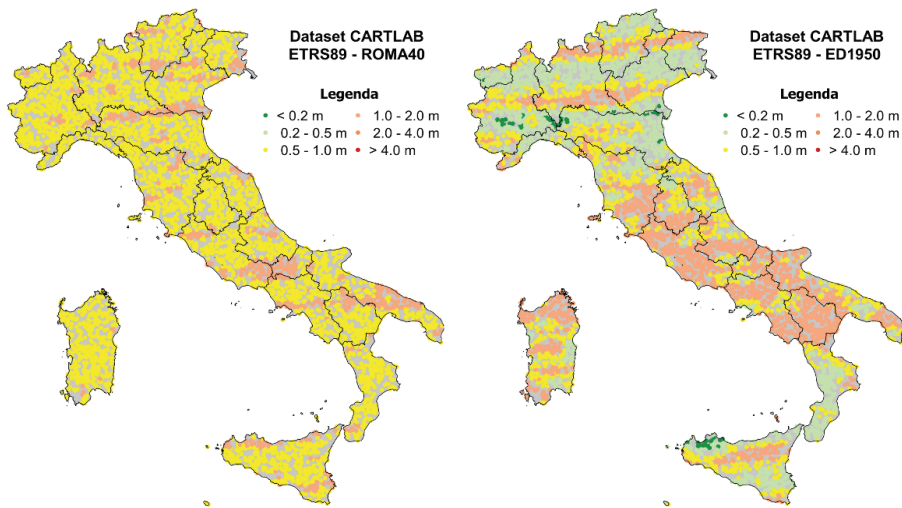 Dataset CARTLAB
ETRS89 - ROMA40
Legenda
< 0.2 m
0.2 - 0.5 m
0.5 - 1.0 m
1.0 - 2.0 m
2.0 - 4.0 m
> 4.0 m
Dataset CARTLAB
ETRS89 - ED1950
Legenda
< 0.2 m
0.2 - 0.5 m
0.5 - 1.0 m
1.0 - 2.0 m
2.0 - 4.0 m
> 4.0 m